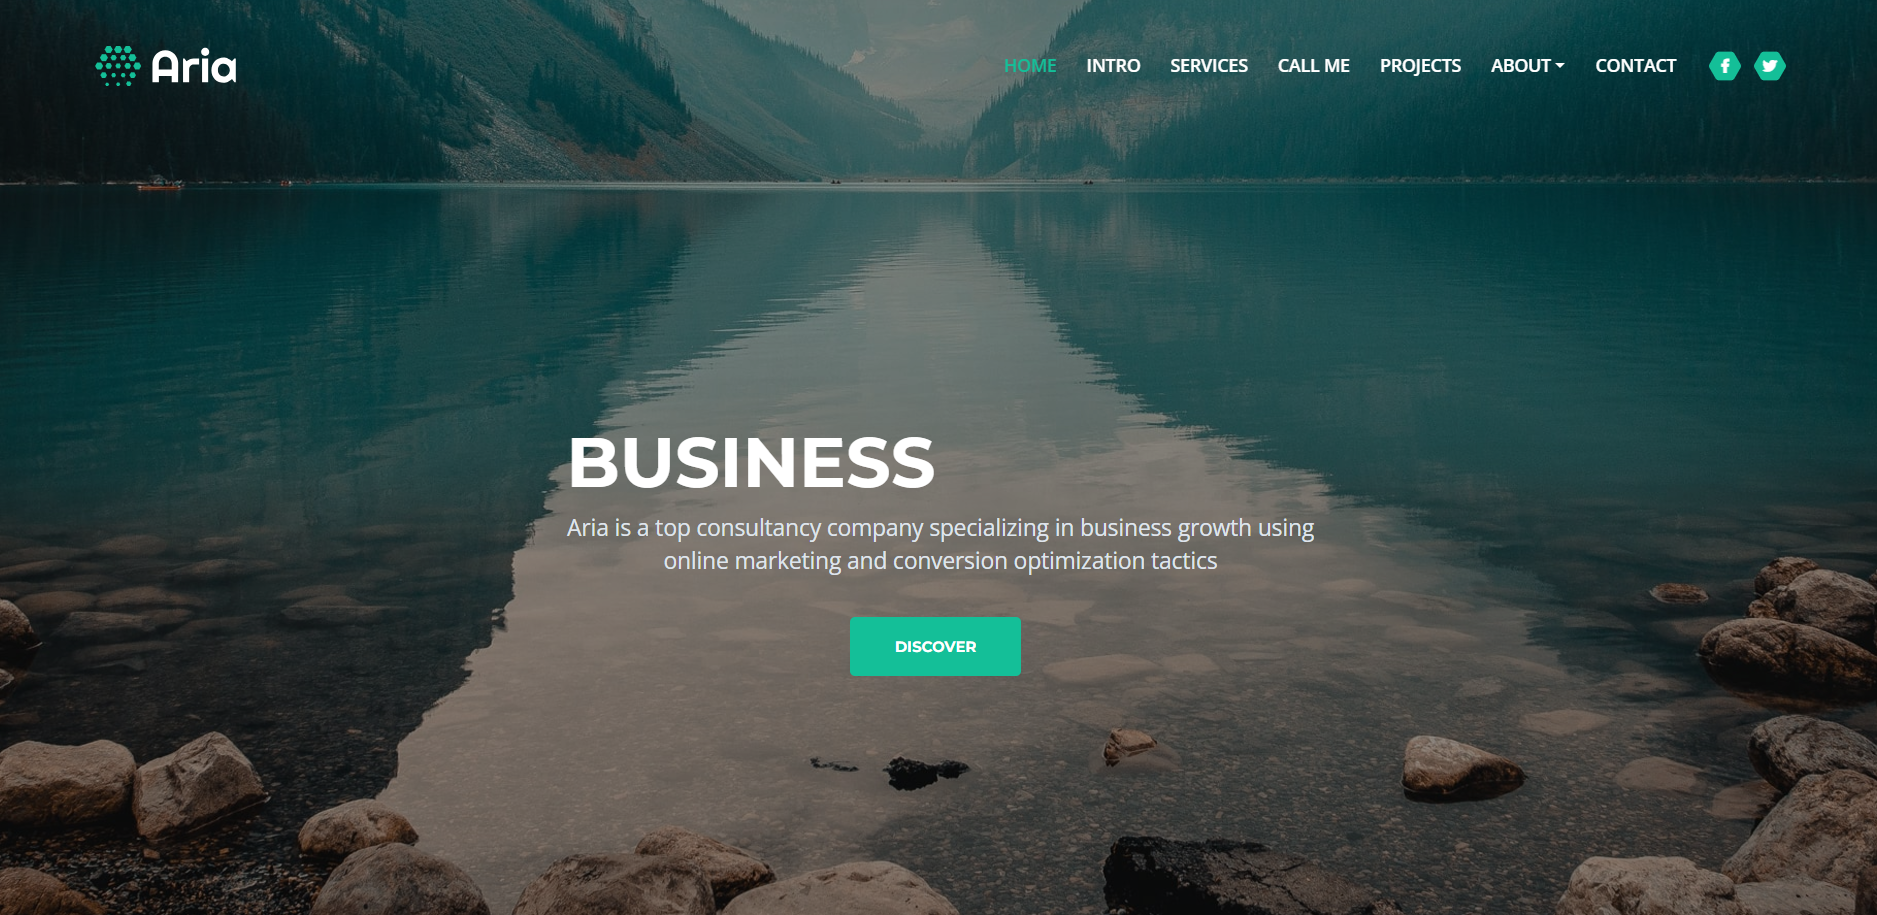 Aria
HOME INTRO SERVICES CALL ME PROJECTS ABOUT CONTACT
BUSINESS
Aria is a top consultancy company specializing in business growth using
online marketing and conversion optimization tactics
DISCOVER